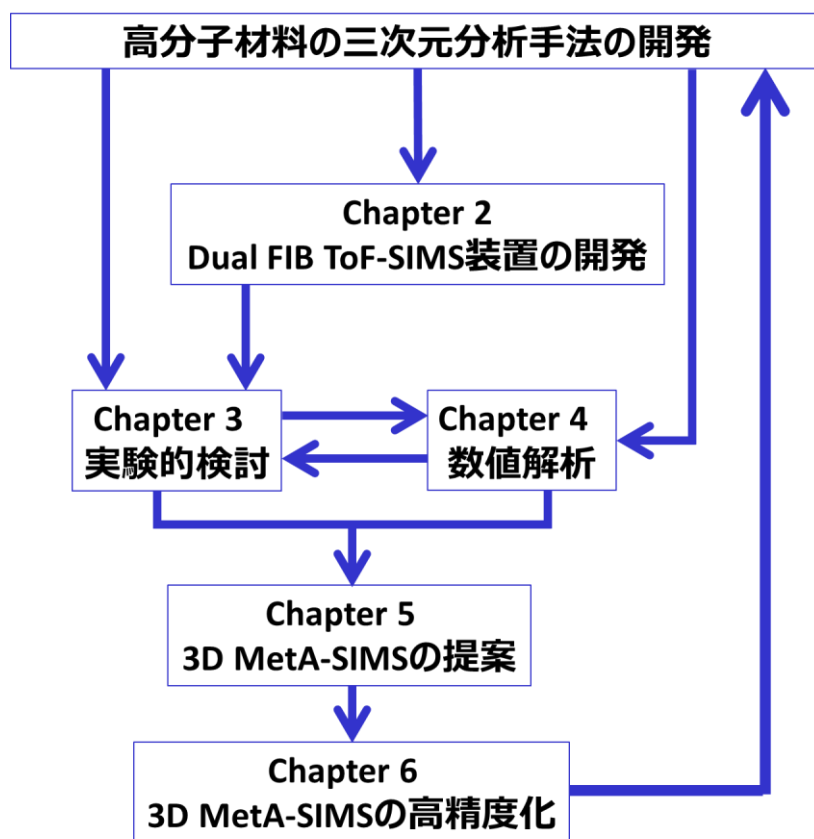 高分子材料の三次元分析手法の開発
Chapter 2
Dual FIB ToF-SIMS装置の開発
Chapter 3
実験的検討
Chapter 4
数値解析
Chapter 5
3D MetA-SIMSの提案
Chapter 6
3D MetA-SIMSの高精度化